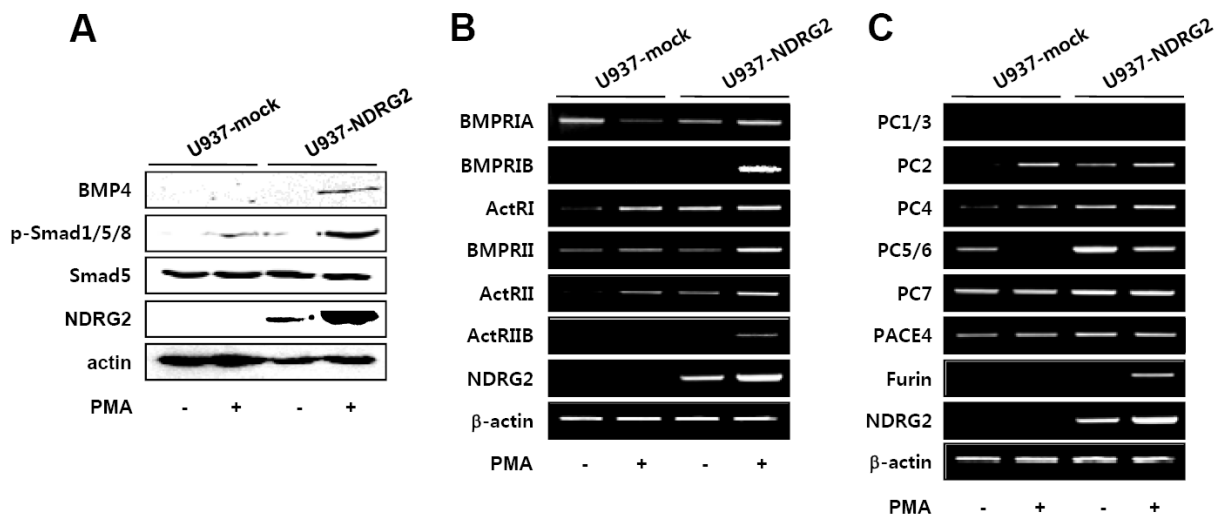 A
U937-mock
U937-NDRG2
BMP4
p-Smad1/5/8
Smad5
NDRG2
actin
PMA - + - +
B
U937-mock
U937-NDRG2
BMPRIA
BMPRIB
ActRI
BMPRII
ActRII
ActRIIB
NDRG2
β-actin
PMA - + - +
C
U937-mock
U937-NDRG2
PC1/3
PC2
PC4
PC5/6
PC7
PACE4
Furin
NDRG2
β-actin
PMA - + - +